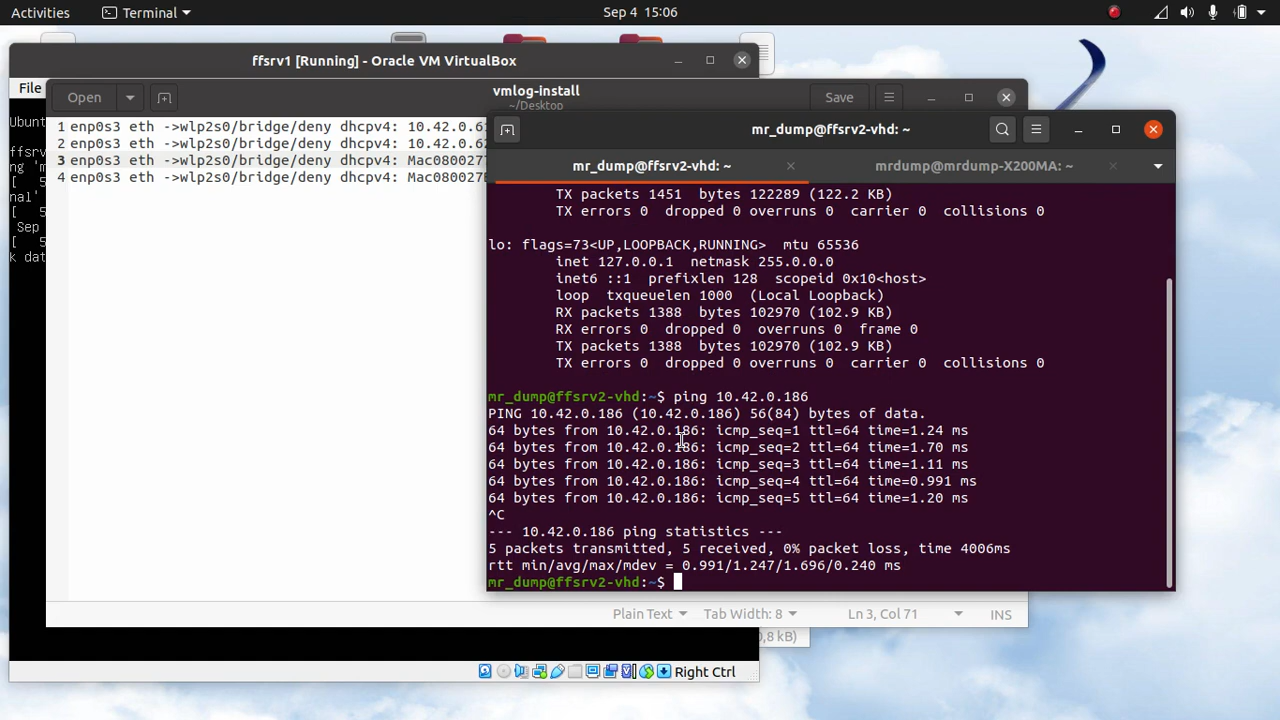 Activities
Terminal
Sep 4 15:06
ffsrv1 [Running] - Oracle VM VirtualBox
File
Ubunt
ffsrv
ng 'm
[ 5
nal'
[ 5
Sep
[ 5
k dat
Open
vmlog-install
~/Desktop
Save
1 enp0s3 eth ->wlp2s0/bridge/deny dhcpv4: 10.42.0.6
2 enp0s3 eth ->wlp2s0/bridge/deny dhcpv4: 10.42.0.62
3 enp0s3 eth ->wlp2s0/bridge/deny dhcpv4: Mac0800277
4 enp0s3 eth ->wlp2s0/bridge/deny dhcpv4: Mac080027
mr_dump@ffsrv2-vhd: ~
mr_dump@ffsrv2-vhd: ~
mrdump@mrdump-X200MA: ~
TX packets 1451 bytes 122289 (122.2 KB)
TX errors 0 dropped 0 overruns 0 carrier 0 collisions 0
lo: flags=73<UP,LOOPBACK,RUNNING> mtu 65536
inet 127.0.0.1 netmask 255.0.0.0
inet6 ::1 prefixlen 128 scopeid 0x10<host>
loop txqueuelen 1000 (Local Loopback)
RX packets 1388 bytes 102970 (102.9 KB)
RX errors 0 dropped 0 overruns 0 frame 0
TX packets 1388 bytes 102970 (102.9 KB)
TX errors 0 dropped 0 overruns 0 carrier 0 collisions 0
mr_dump@ffsrv2-vhd:~$ ping 10.42.0.186
PING 10.42.0.186 (10.42.0.186) 56(84) bytes of data.
64 bytes from 10.42.0.186: icmp_seq=1 ttl=64 time=1.24 ms
64 bytes from 10.42.0.186: icmp_seq=2 ttl=64 time=1.70 ms
64 bytes from 10.42.0.186: icmp_seq=3 ttl=64 time=1.11 ms
64 bytes from 10.42.0.186: icmp_seq=4 ttl=64 time=0.991 ms
64 bytes from 10.42.0.186: icmp_seq=5 ttl=64 time=1.20 ms
^C
--- 10.42.0.186 ping statistics ---
5 packets transmitted, 5 received, 0% packet loss, time 4006ms
rtt min/avg/max/mdev = 0.991/1.247/1.696/0.240 ms
mr_dump@ffsrv2-vhd:~$
Plain Text
Tab Width: 8
Ln 3, Col 71
INS
0,8 kB)
Right Ctrl